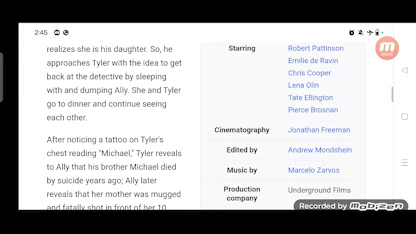 2:45
realizes she is his daughter. So, he
approaches Tyler with the idea to get
back at the detective by sleeping
with and dumping Ally. She and Tyler
go to dinner and continue seeing
each other.
After noticing a tattoo on Tyler's
chest reading "Michael," Tyler reveals
to Ally that his brother Michael died
by suicide years ago; Ally later
reveals that her mother was mugged
and fatally shot in front of her 10
Starring
Robert Pattinson
Emilie de Ravin
Chris Cooper
Lena Olin
Tate Ellington
Pierce Brosnan
Cinematography
Jonathan Freeman
Edited by
Andrew Mondshein
Music by
Marcelo Zarvos
Production
company
Underground Films
Recorded by Mobizen